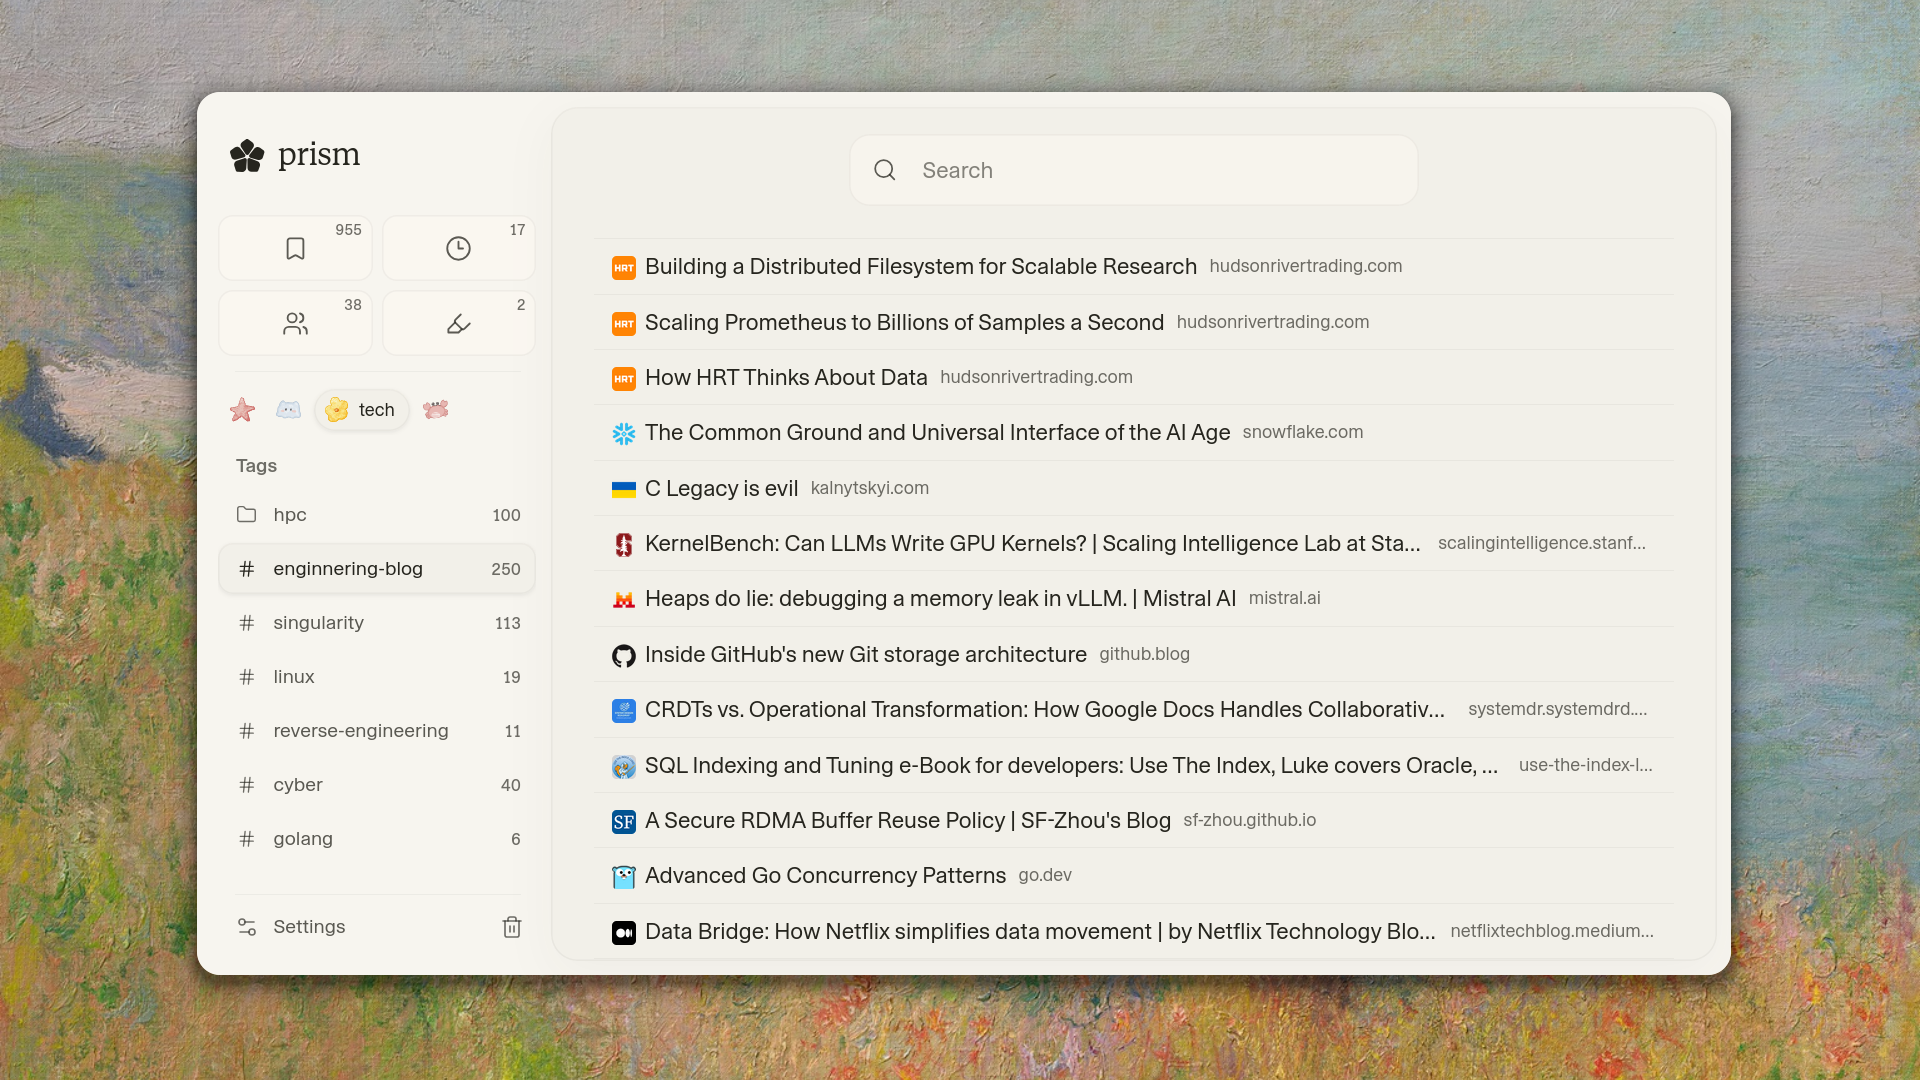 prism
955
17
38
2
tech
Tags
hpc 100
# enginnering-blog 250
# singularity 113
# linux 19
# reverse-engineering 11
# cyber 40
# golang 6
Settings
Search
HRT Building a Distributed Filesystem for Scalable Research hudsonrivertrading.com
HRT Scaling Prometheus to Billions of Samples a Second hudsonrivertrading.com
HRT How HRT Thinks About Data hudsonrivertrading.com
The Common Ground and Universal Interface of the AI Age snowflake.com
C Legacy is evil kalnytskyi.com
KernelBench: Can LLMs Write GPU Kernels? | Scaling Intelligence Lab at Sta... scalingintelligence.stanf...
Heaps do lie: debugging a memory leak in vLLM. | Mistral AI mistral.ai
Inside GitHub's new Git storage architecture github.blog
CRDTs vs. Operational Transformation: How Google Docs Handles Collaborativ... systemdr.systemdrd....
SQL Indexing and Tuning e-Book for developers: Use The Index, Luke covers Oracle, ... use-the-index-l...
SF A Secure RDMA Buffer Reuse Policy | SF-Zhou's Blog sf-zhou.github.io
Advanced Go Concurrency Patterns go.dev
Data Bridge: How Netflix simplifies data movement | by Netflix Technology Blo... netflixtechblog.medium...